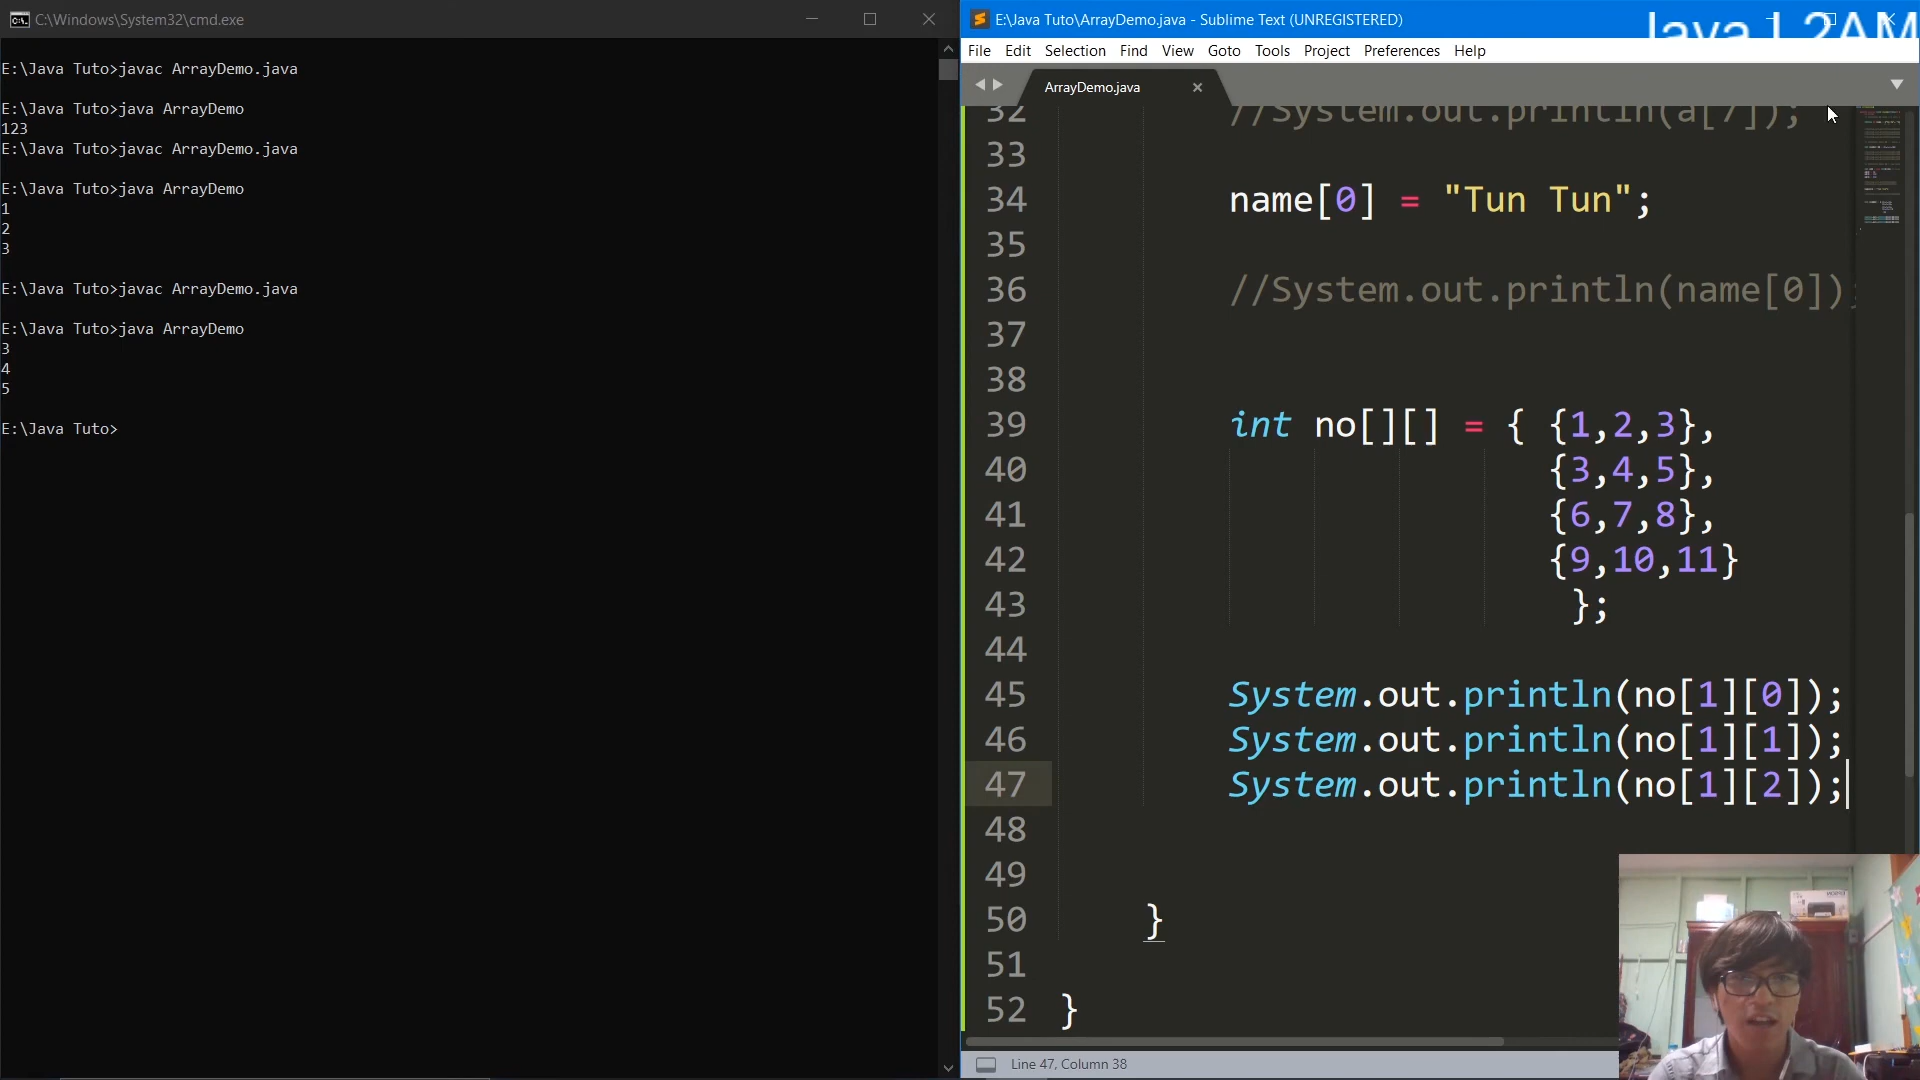 C:\Windows\System32\cmd.exe
E:\Java Tuto>javac ArrayDemo.java
E:\Java Tuto>java ArrayDemo
123
E:\Java Tuto>javac ArrayDemo.java
E:\Java Tuto>java ArrayDemo
1
2
3
E:\Java Tuto>javac ArrayDemo.java
E:\Java Tuto>java ArrayDemo
3
4
5
E:\Java Tuto>
E:\Java Tuto\ArrayDemo.java - Sublime Text (UNREGISTERED)
File Edit Selection Find View Goto Tools Project Preferences Help
ArrayDemo.java
32 //System.out.println(a[7]);
33
34 name[0] = "Tun Tun";
35
36 //System.out.println(name[0]);
37
38
39 int no[][] = { {1,2,3},
40 {3,4,5},
41 {6,7,8},
42 {9,10,11}
43 };
44
45 System.out.println(no[1][0]);
46 System.out.println(no[1][1]);
47 System.out.println(no[1][2]);
48
49
50 }
51
52 }
Line 47, Column 38